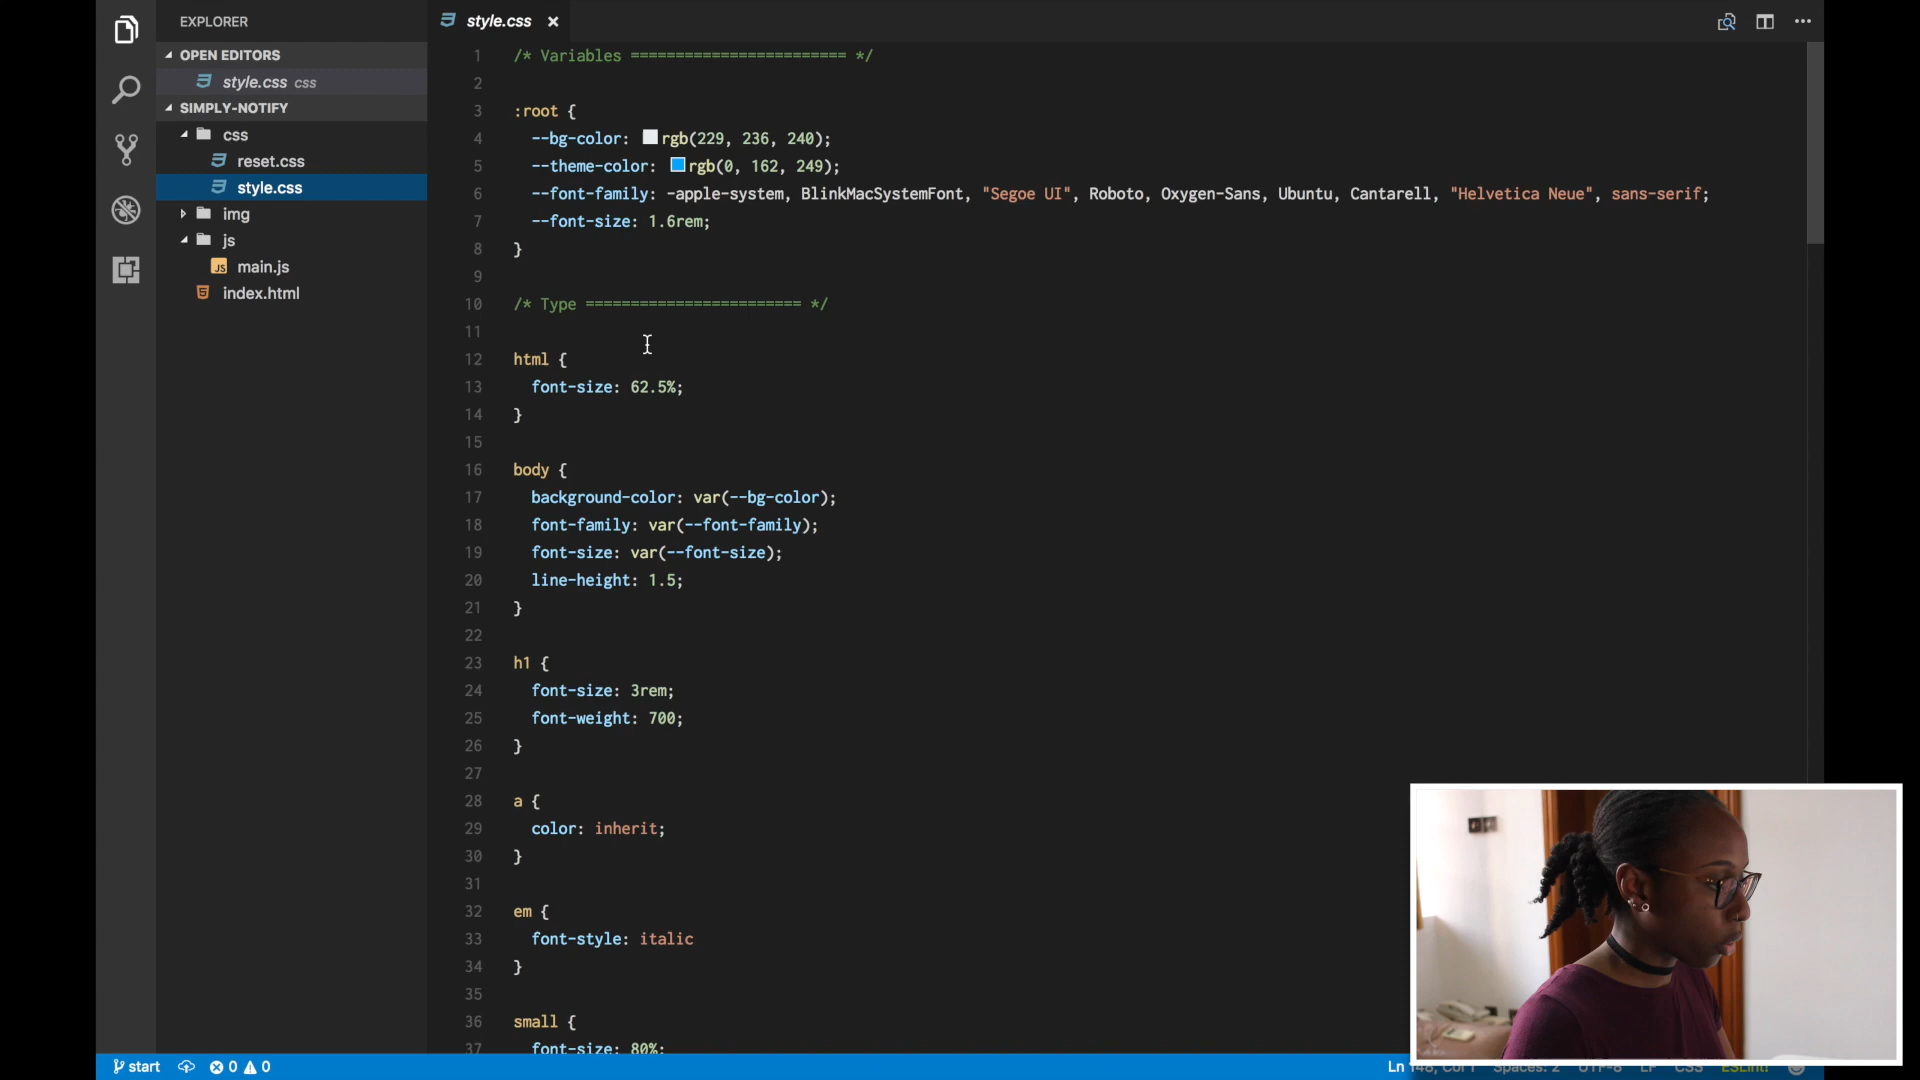 EXPLORER
OPEN EDITORS
style.css css
SIMPLY-NOTIFY
css
reset.css
style.css
img
js
JS main.js
index.html
style.css
1 /* Variables ======================== */
2
3 :root {
4 --bg-color: rgb(229, 236, 240);
5 --theme-color: rgb(0, 162, 249);
6 --font-family: -apple-system, BlinkMacSystemFont, "Segoe UI", Roboto, Oxygen-Sans, Ubuntu, Cantarell, "Helvetica Neue", sans-serif;
7 --font-size: 1.6rem;
8 }
9
10 /* Type ======================== */
11
12 html {
13 font-size: 62.5%;
14 }
15
16 body {
17 background-color: var(--bg-color);
18 font-family: var(--font-family);
19 font-size: var(--font-size);
20 line-height: 1.5;
21 }
22
23 h1 {
24 font-size: 3rem;
25 font-weight: 700;
26 }
27
28 a {
29 color: inherit;
30 }
31
32 em {
33 font-style: italic
34 }
35
36 small {
37 font-size: 80%;
start 0 0
Ln 148, Col 1 Spaces: 2 UTF-8 LF CSS ESLint!